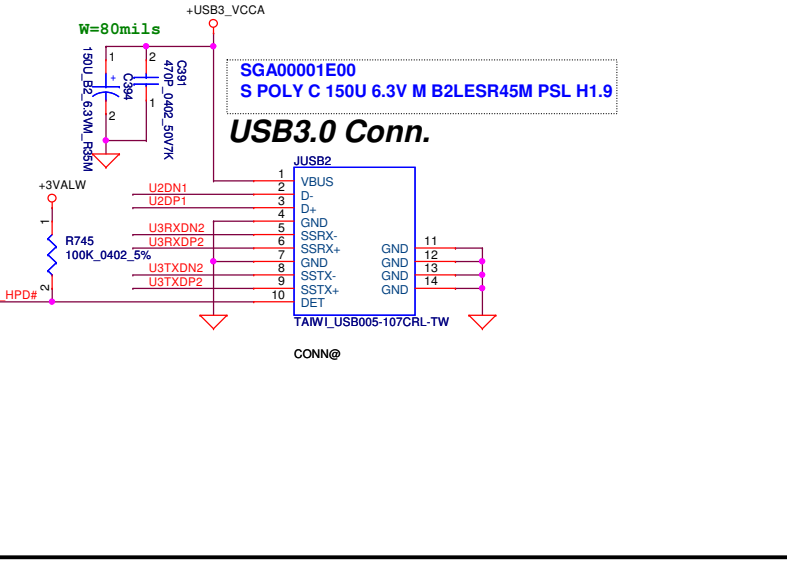 +USB3_VCCA
W=80mils
1
2
+
150U_B2_6.3VM_R35M
C394
2
1
C391
470P_0402_50V7K
SGA00001E00
S POLY C 150U 6.3V M B2LESR45M PSL H1.9
USB3.0 Conn.
JUSB2
+3VALW
1
R745
100K_0402_5%
2
_HPD#
1 VBUS
U2DN1 2 D-
U2DP1 3 D+
4 GND
U3RXDN2 5 SSRX-
U3RXDP2 6 SSRX+ GND 11
7 GND GND 12
U3TXDN2 8 SSTX- GND 13
U3TXDP2 9 SSTX+ GND 14
10 DET
TAIWI_USB005-107CRL-TW
CONN@